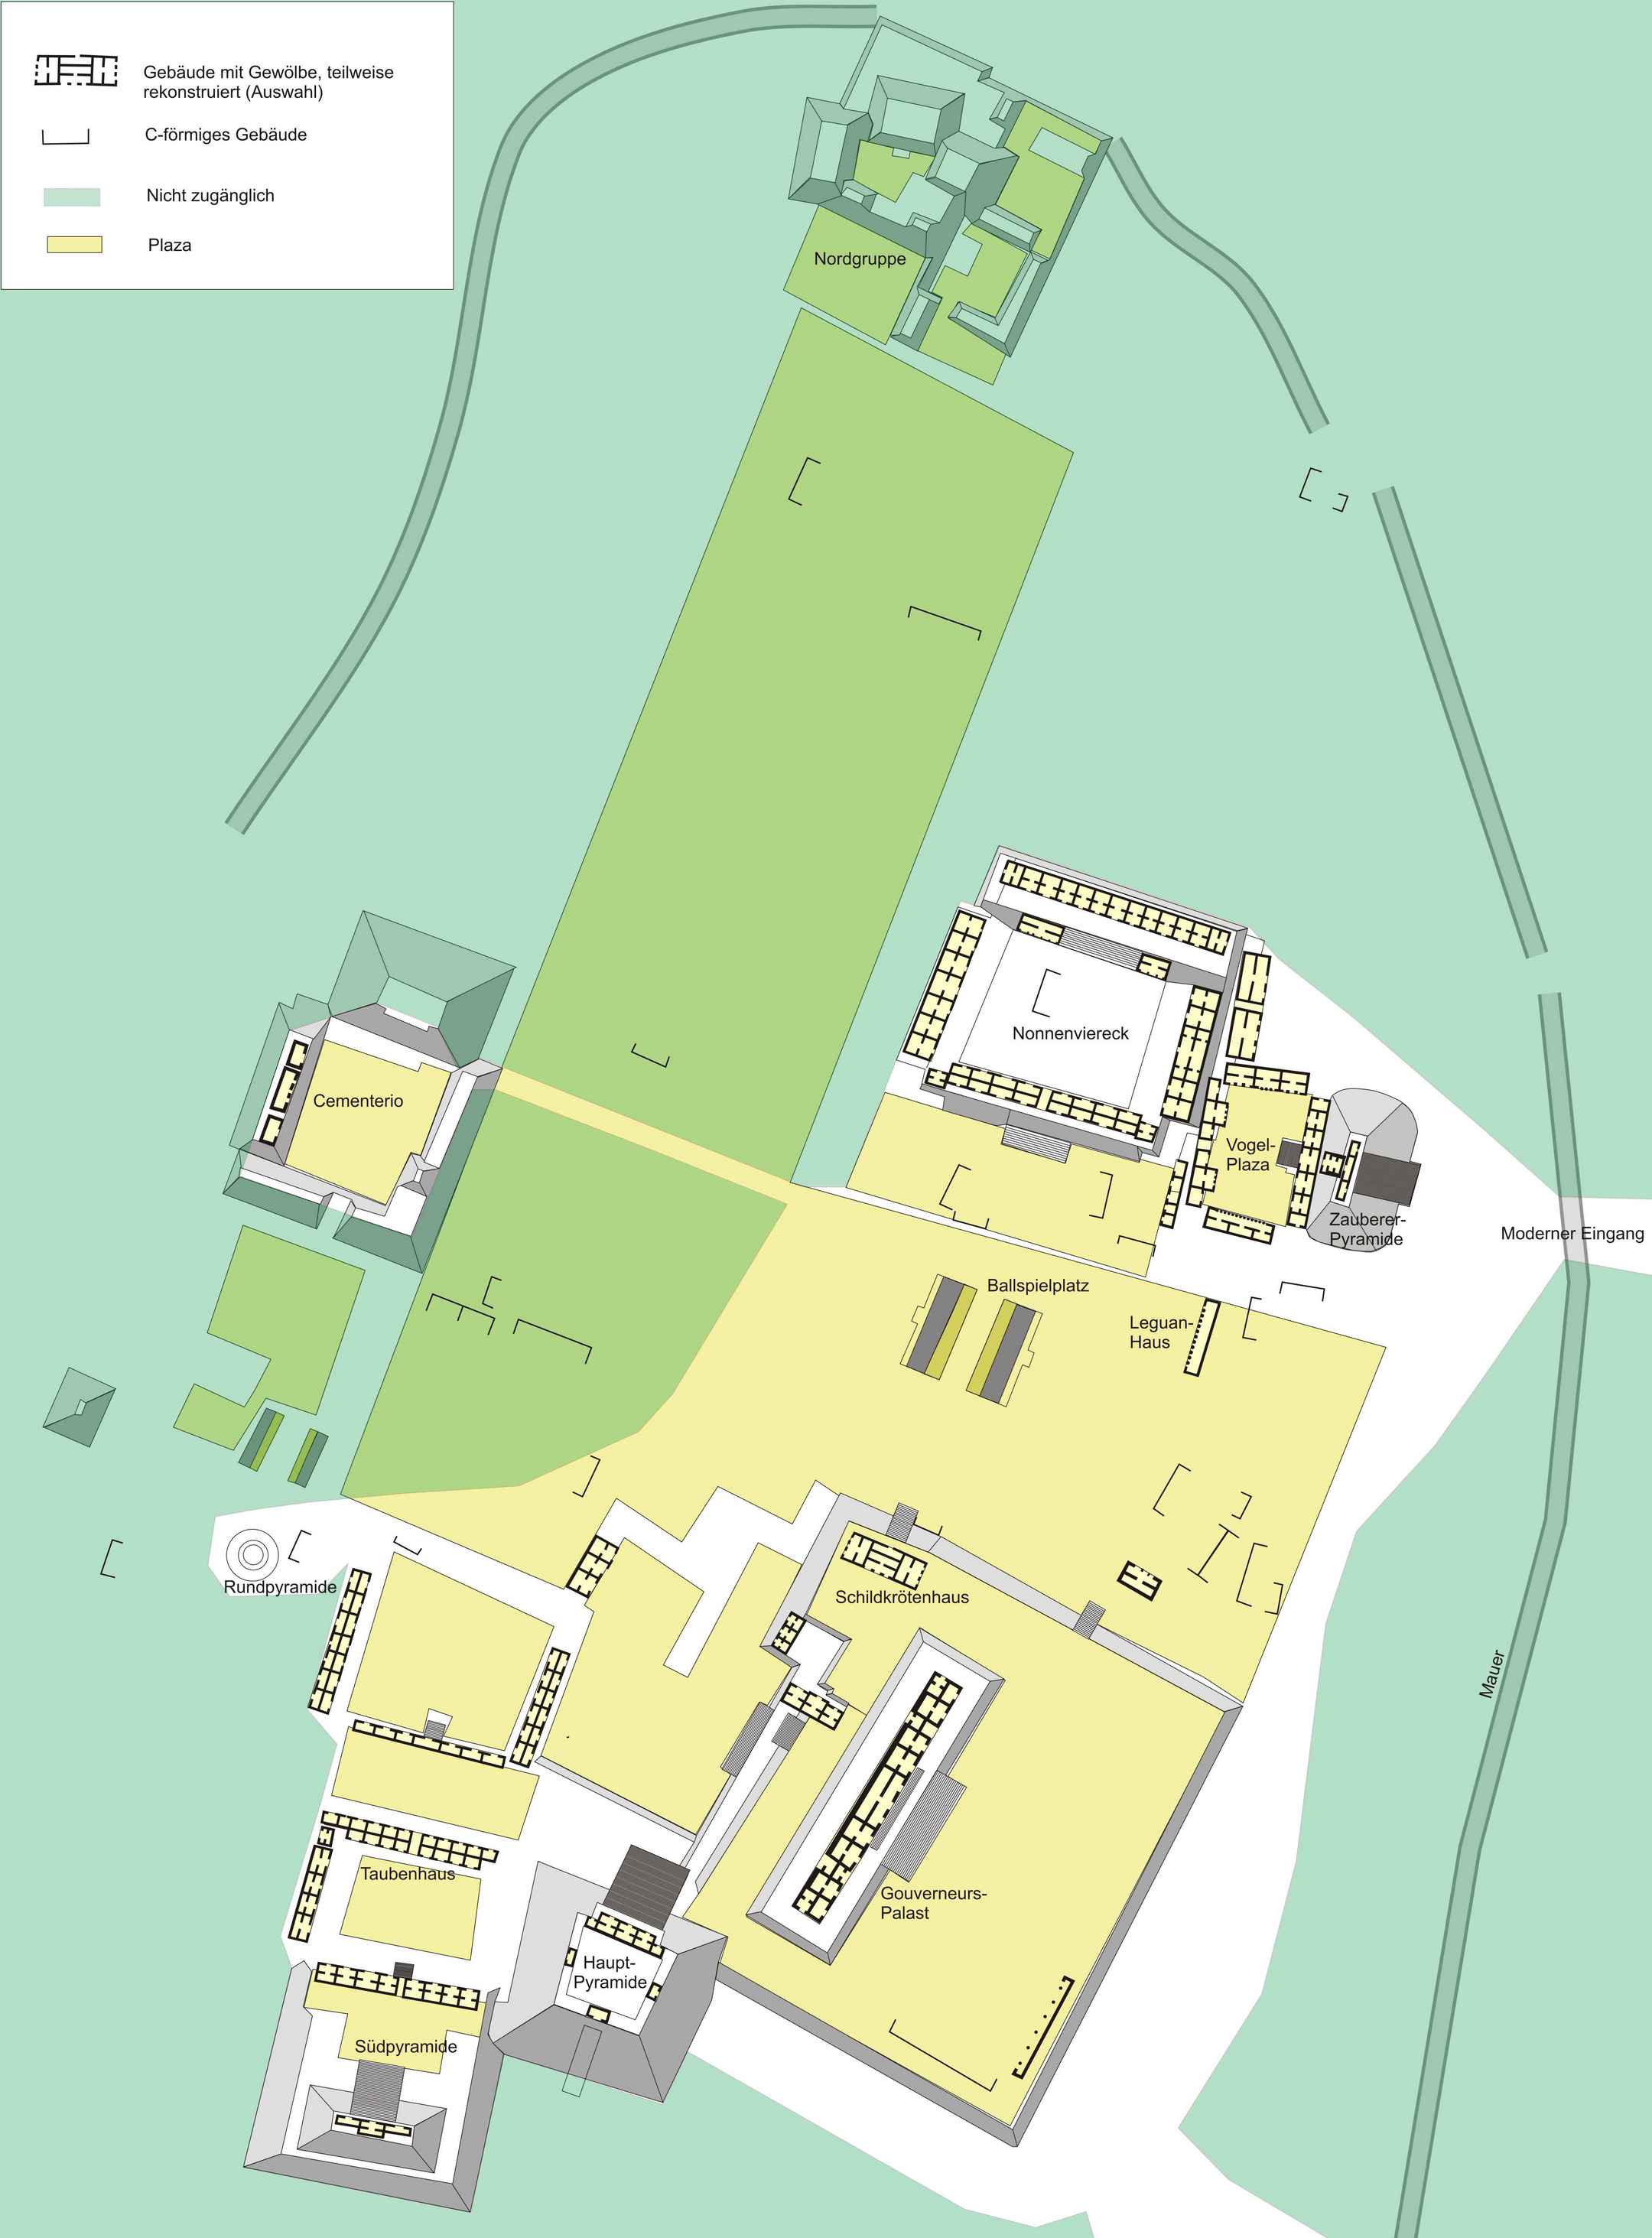 Gebäude mit Gewölbe, teilweise
rekonstruiert (Auswahl)
C-förmiges Gebäude
Nicht zugänglich
Plaza
Nordgruppe
Nonnenviereck
Cementerio
Vogel-
Plaza
Zauberer-
Pyramide
Moderner Eingang
Ballspielplatz
Leguan-
Haus
Rundpyramide
Schildkrötenhaus
Mauer
Taubenhaus
Gouverneurs-
Palast
Haupt-
Pyramide
Südpyramide